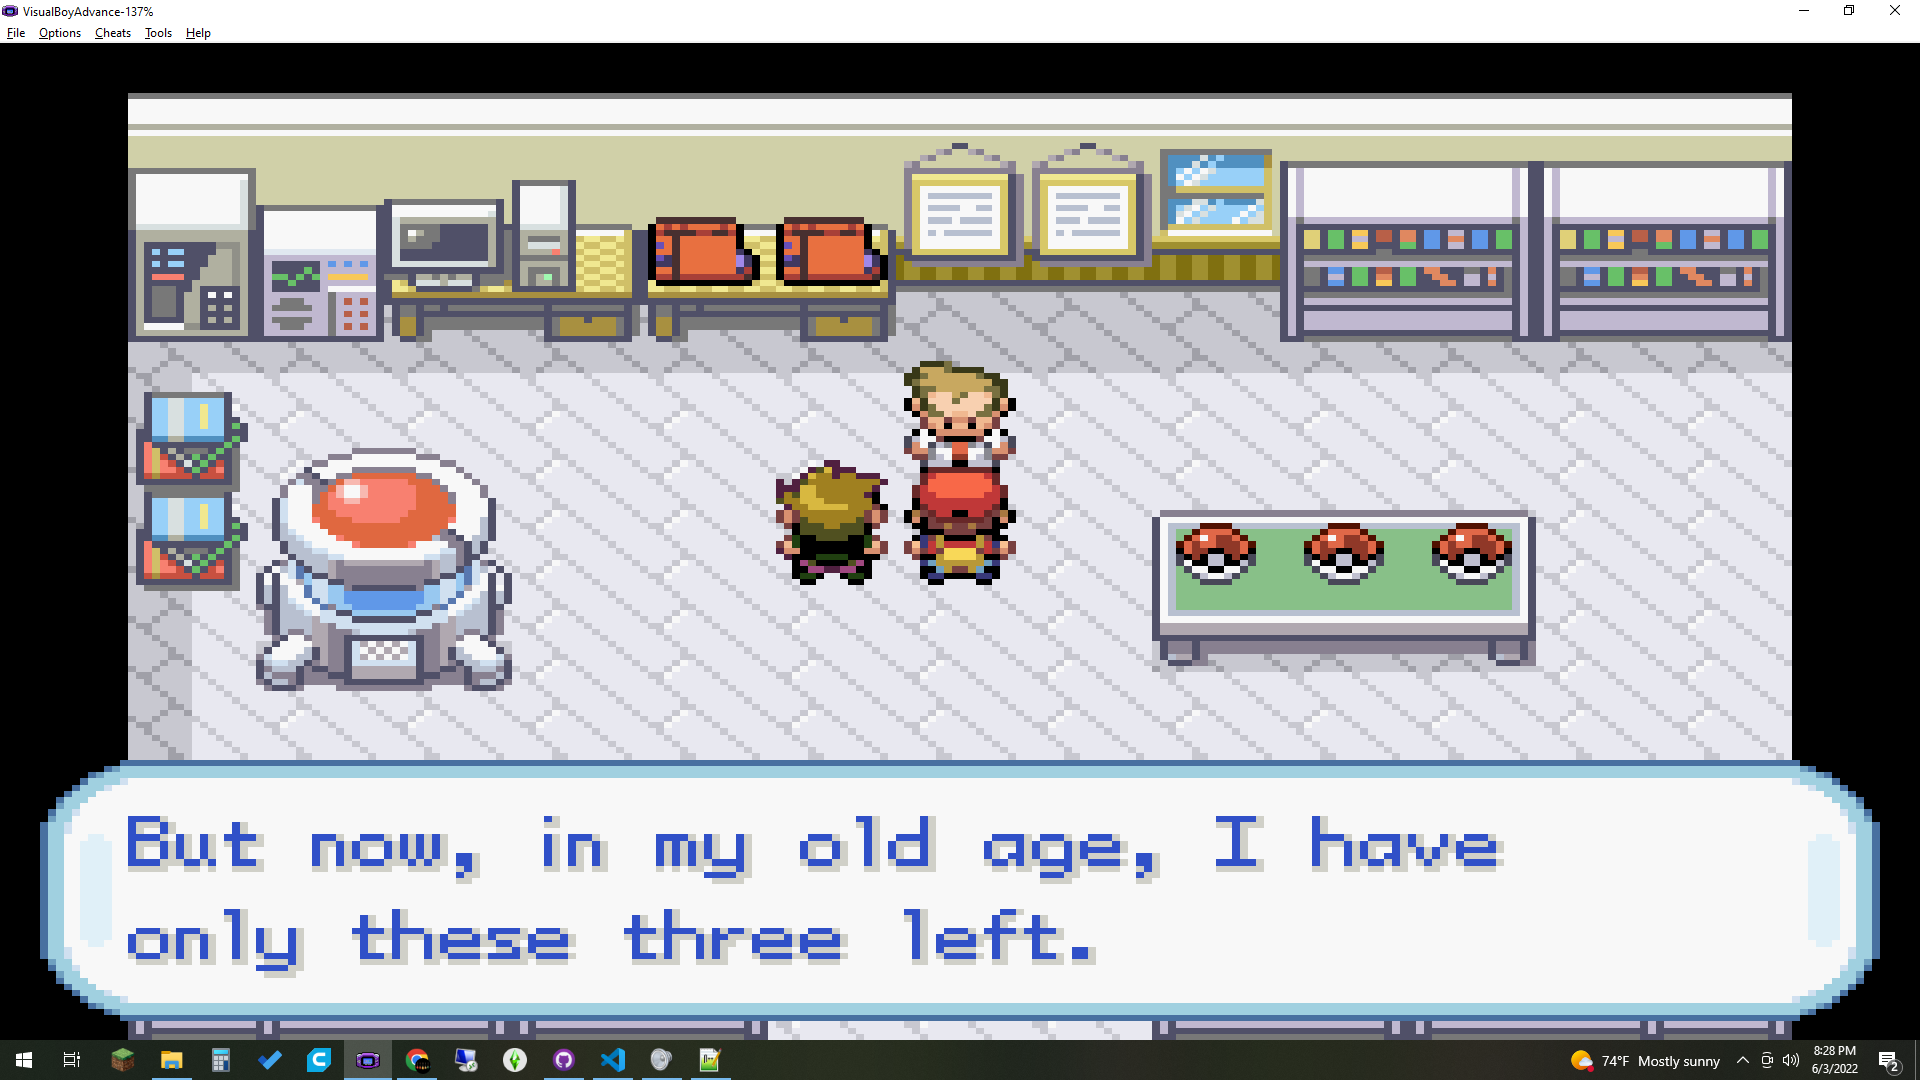 VisualBoyAdvance-137%
File Options Cheats Tools Help
But now, in my old age, I have
only these three left.
74°F Mostly sunny
8:28 PM
6/3/2022
2